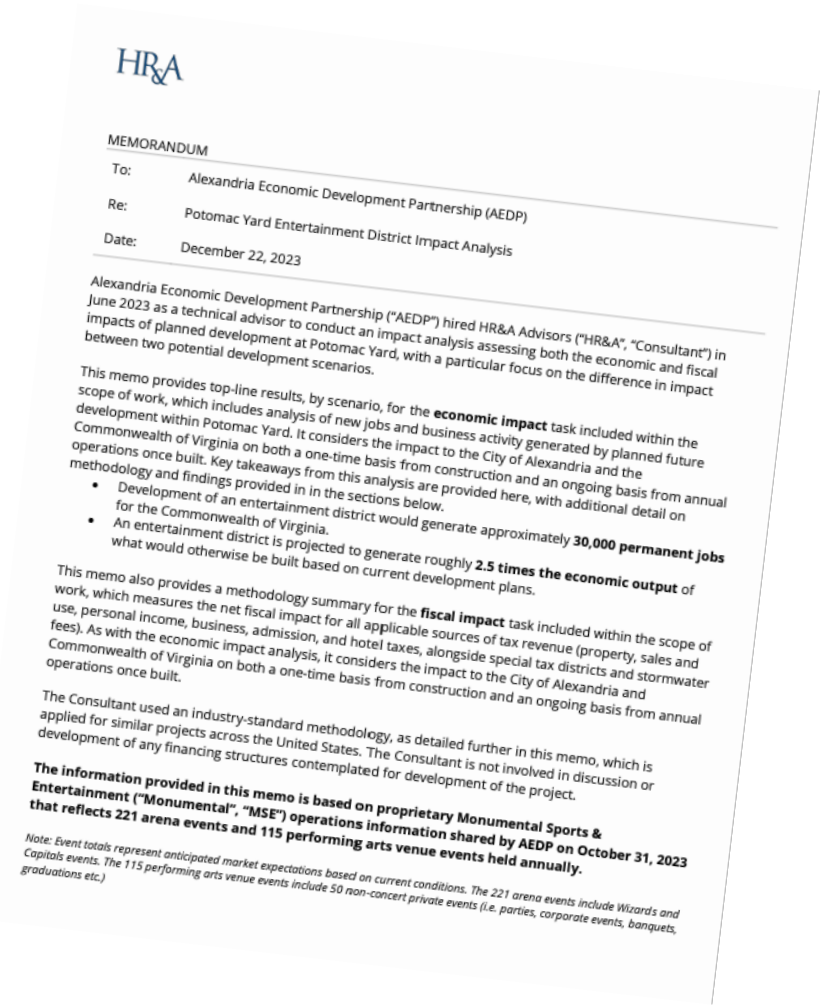 HR&A
MEMORANDUM
To: Alexandria Economic Development Partnership (AEDP)
Re: Potomac Yard Entertainment District Impact Analysis
Date: December 22, 2023
Alexandria Economic Development Partnership (“AEDP”) hired HR&A Advisors (“HR&A”, “Consultant”) in
June 2023 as a technical advisor to conduct an impact analysis assessing both the economic and fiscal
impacts of planned development at Potomac Yard, with a particular focus on the difference in impact
between two potential development scenarios.
This memo provides top-line results, by scenario, for the economic impact task included within the
scope of work, which includes analysis of new jobs and business activity generated by planned future
development within Potomac Yard. It considers the impact to the City of Alexandria and the
Commonwealth of Virginia on both a one-time basis from construction and an ongoing basis from annual
operations once built. Key takeaways from this analysis are provided here, with additional detail on
methodology and findings provided in in the sections below.
• Development of an entertainment district would generate approximately 30,000 permanent jobs
for the Commonwealth of Virginia.
• An entertainment district is projected to generate roughly 2.5 times the economic output of
what would otherwise be built based on current development plans.
This memo also provides a methodology summary for the fiscal impact task included within the scope of
work, which measures the net fiscal impact for all applicable sources of tax revenue (property, sales and
use, personal income, business, admission, and hotel taxes, alongside special tax districts and stormwater
fees). As with the economic impact analysis, it considers the impact to the City of Alexandria and
Commonwealth of Virginia on both a one-time basis from construction and an ongoing basis from annual
operations once built.
The Consultant used an industry-standard methodology, as detailed further in this memo, which is
applied for similar projects across the United States. The Consultant is not involved in discussion or
development of any financing structures contemplated for development of the project.
The information provided in this memo is based on proprietary Monumental Sports &
Entertainment (“Monumental”, “MSE”) operations information shared by AEDP on October 31, 2023
that reflects 221 arena events and 115 performing arts venue events held annually.
Note: Event totals represent anticipated market expectations based on current conditions. The 221 arena events include Wizards and
Capitals events. The 115 performing arts venue events include 50 non-concert private events (i.e. parties, corporate events, banquets,
graduations etc.)